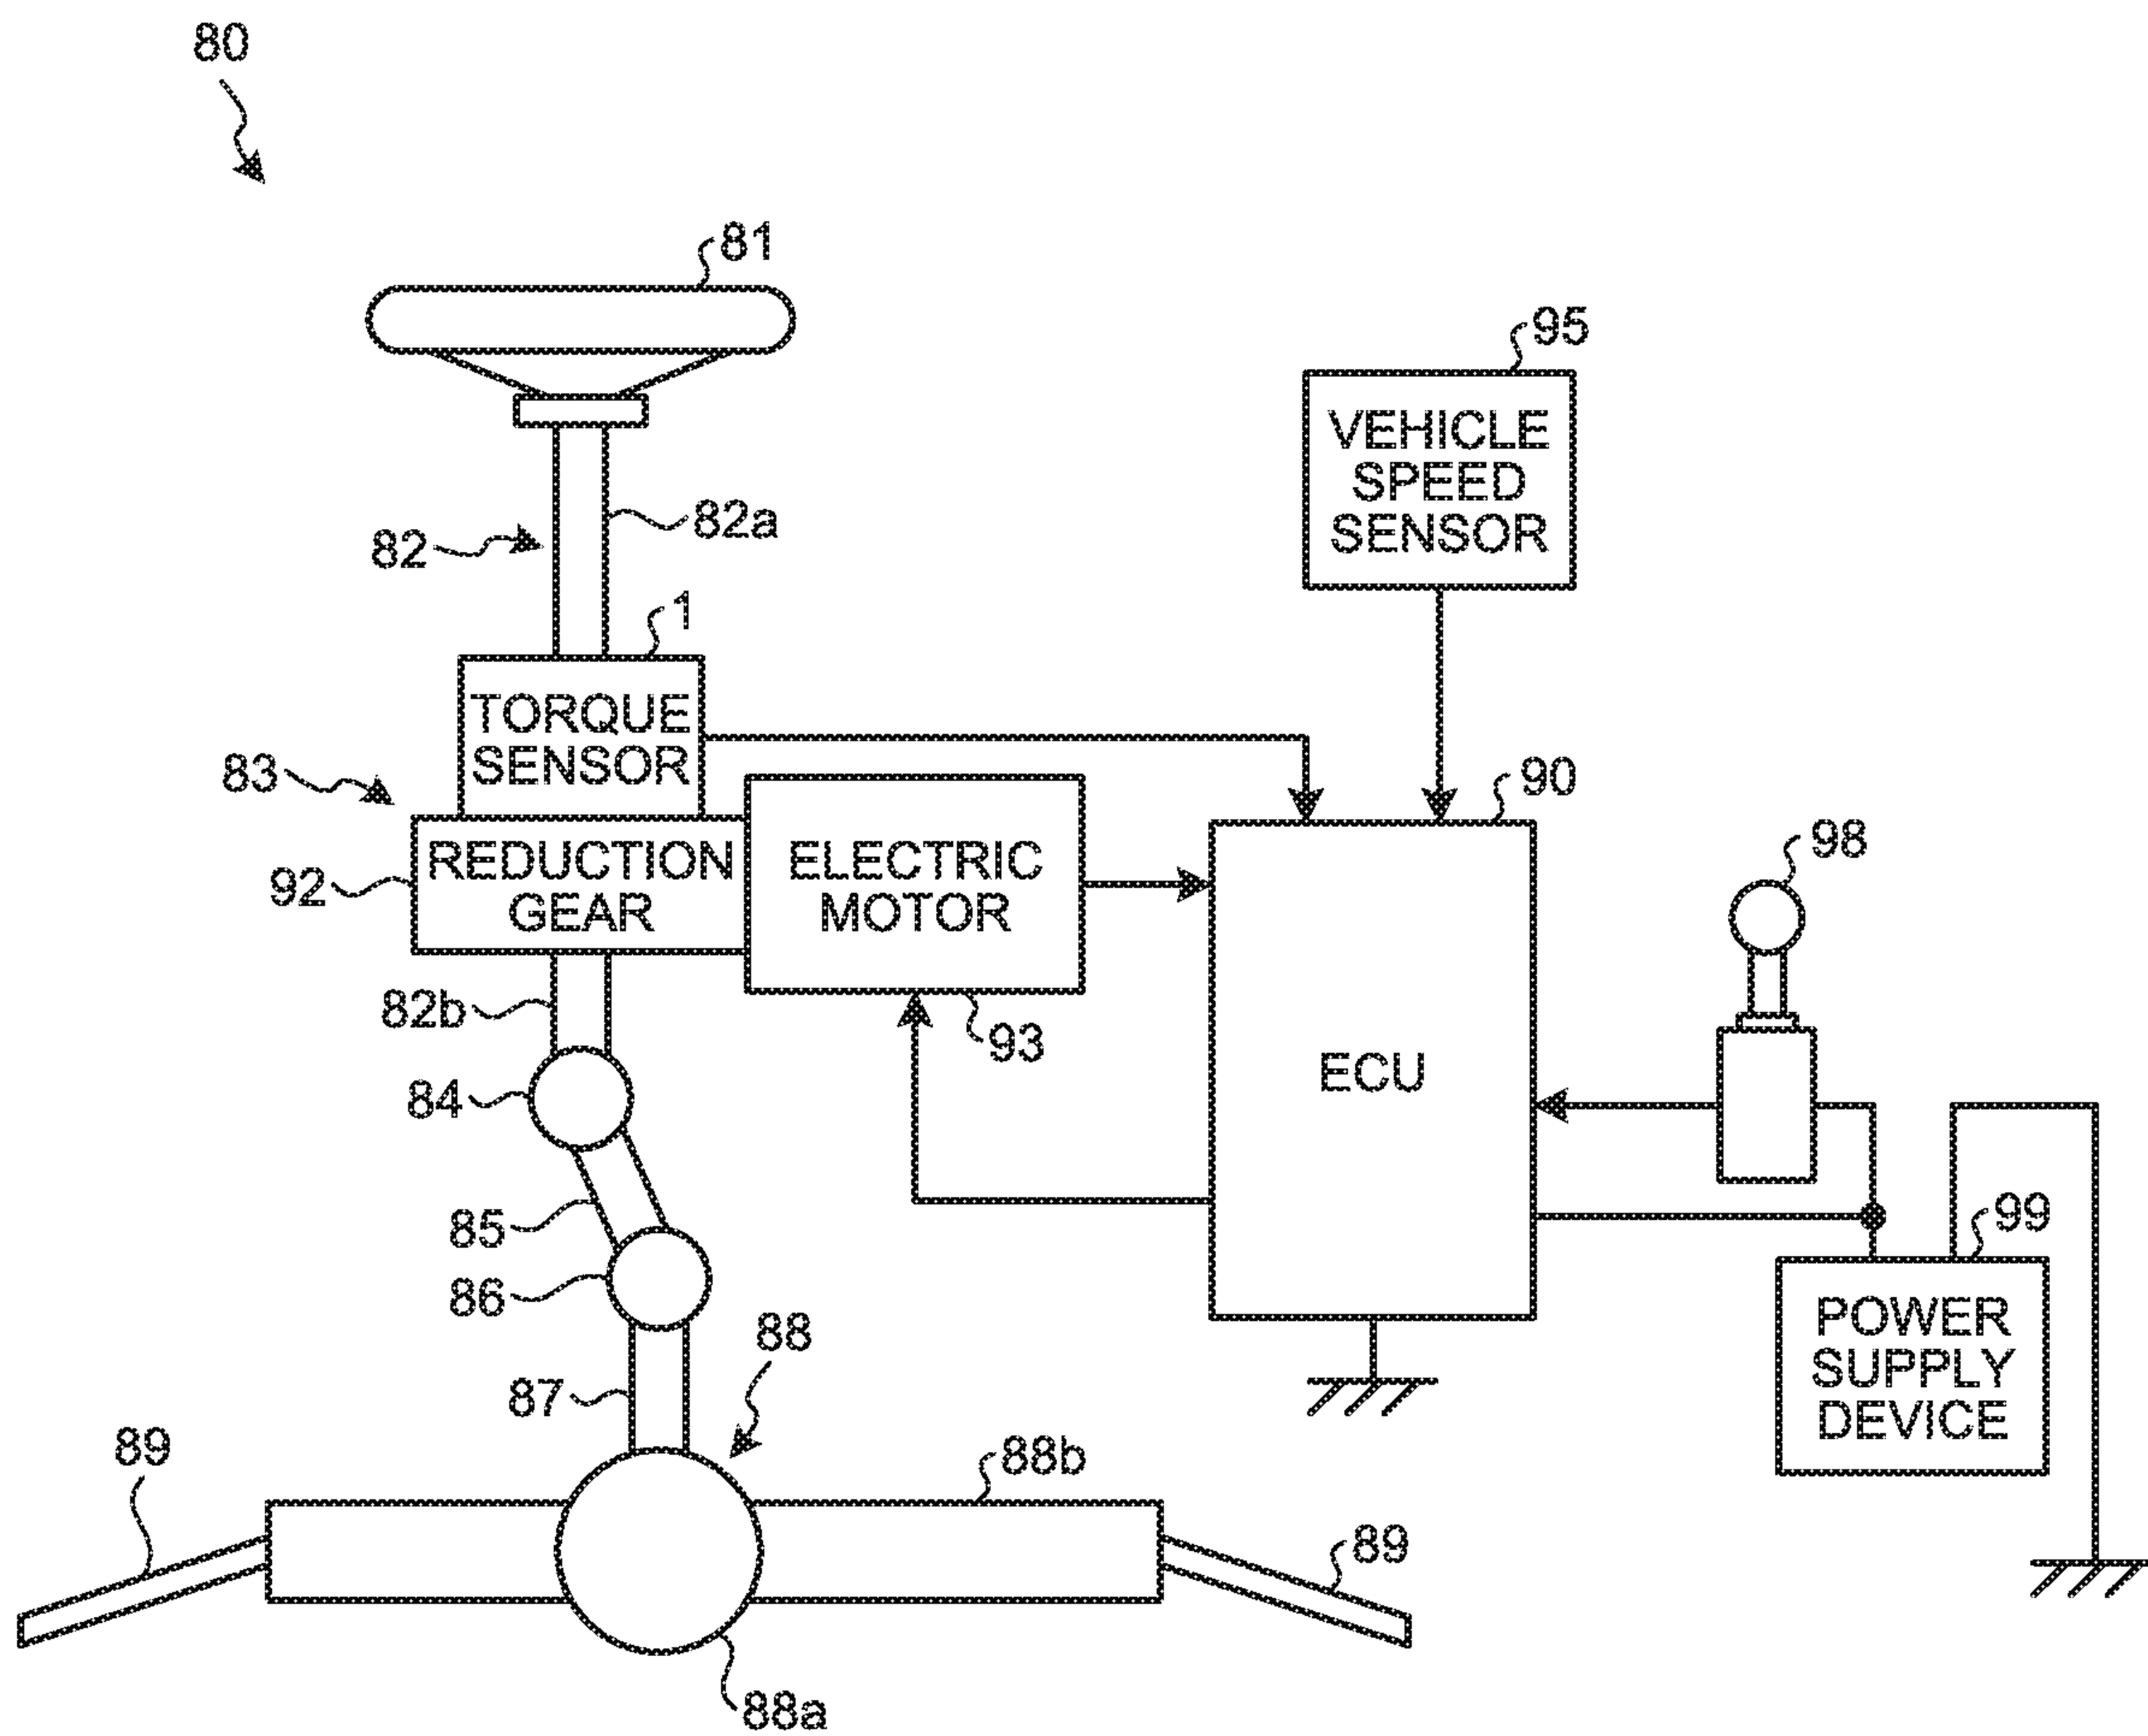 80
81
95
VEHICLE
SPEED
SENSOR
82
82a
1
TORQUE
SENSOR
83
90
98
REDUCTION
GEAR
92
ELECTRIC
MOTOR
82b
93
ECU
84
85
99
86
POWER
SUPPLY
DEVICE
88
87
89
88b
89
88a